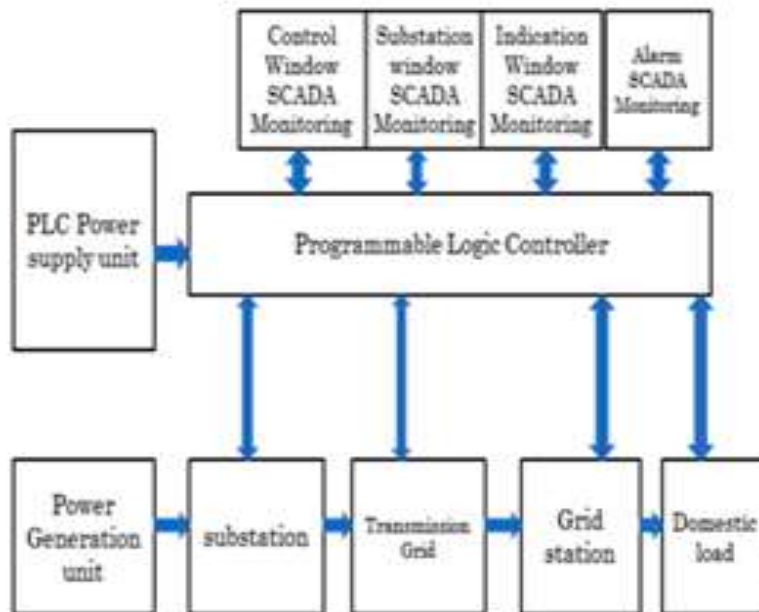 Control
Window
SCADA
Monitoring
Substation
window
SCADA
Monitoring
Indication
Window
SCADA
Monitoring
Alarm
SCADA
Monitoring
PLC Power
supply unit
Programmable Logic Controller
Power
Generation
unit
substation
Transmission
Grid
Grid
station
Domestic
load